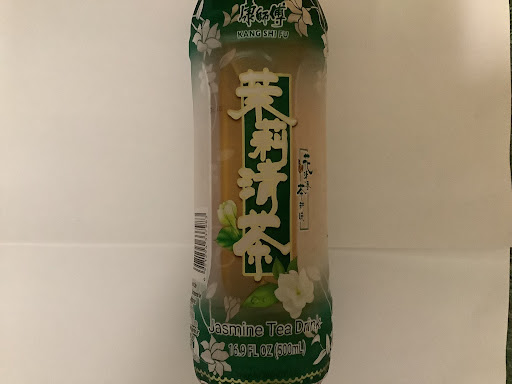 康師傅
KANG SHI FU
茉莉清茶
Jasmine Tea Drink
16.9 FL OZ (500mL)